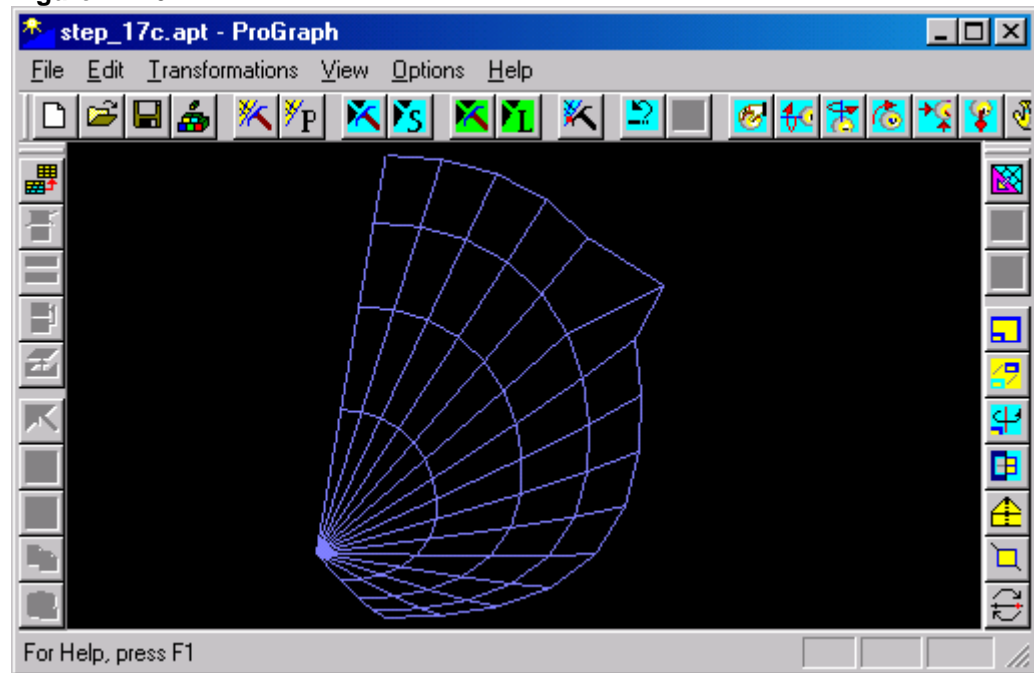 step_17c.apt - ProGraph
File Edit Transformations View Options Help
P S L
For Help, press F1